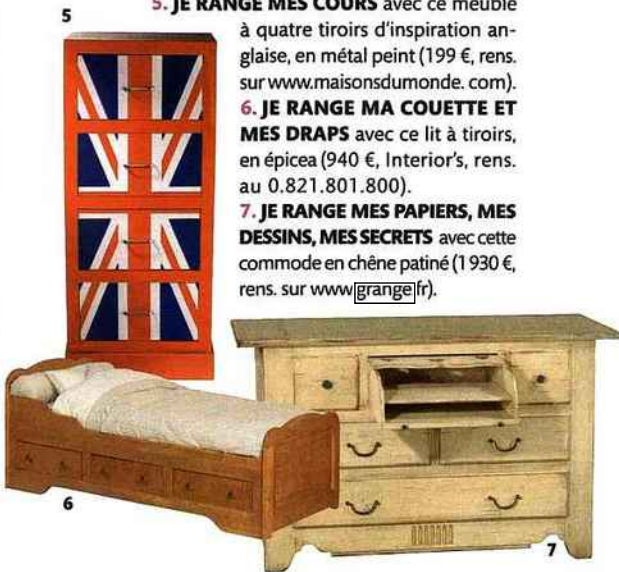 5
5. JE RANGE MES COURS avec ce meuble
à quatre tiroirs d'inspiration an-
glaise, en métal peint (199 €, rens.
sur www.maisonsdumonde. com).
6. JE RANGE MA COUETTE ET
MES DRAPS avec ce lit à tiroirs,
en épicea (940 €, Interior's, rens.
au 0.821.801.800).
7. JE RANGE MES PAPIERS, MES
DESSINS, MES SECRETS avec cette
commode en chêne patiné (1 930 €,
rens. sur www.grange.fr).
6
7